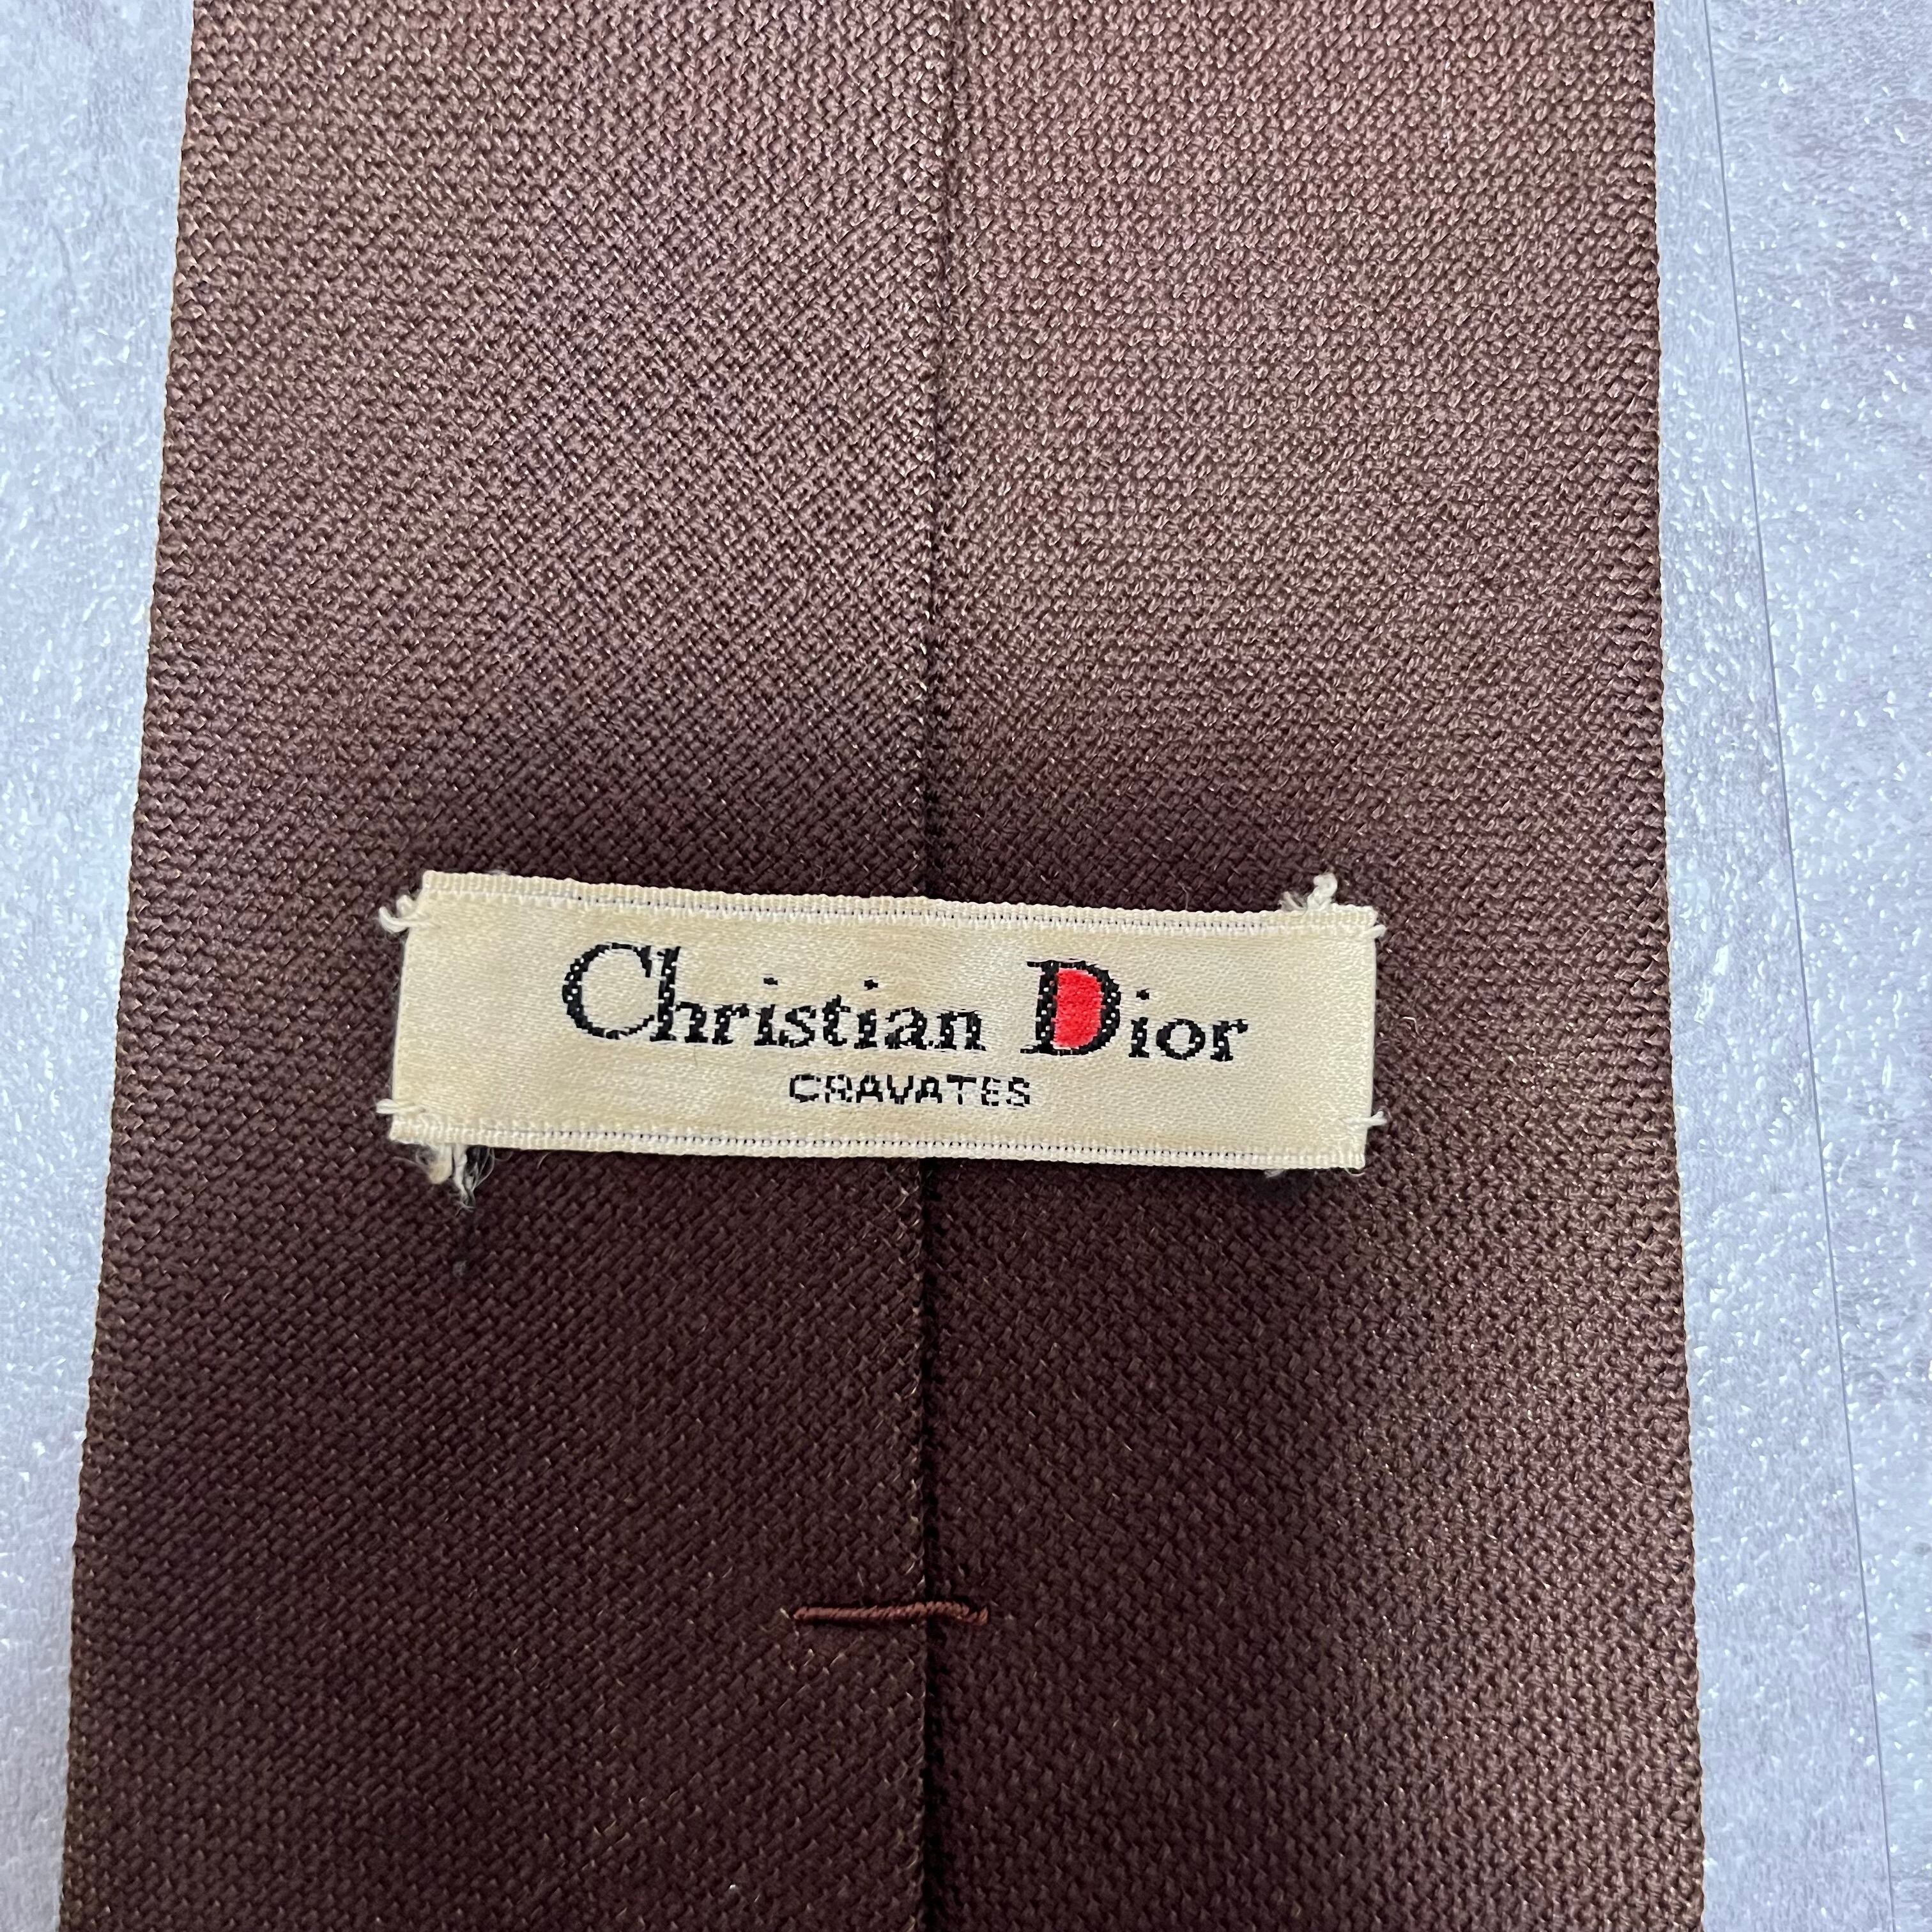 Christian Dior
CRAVATES